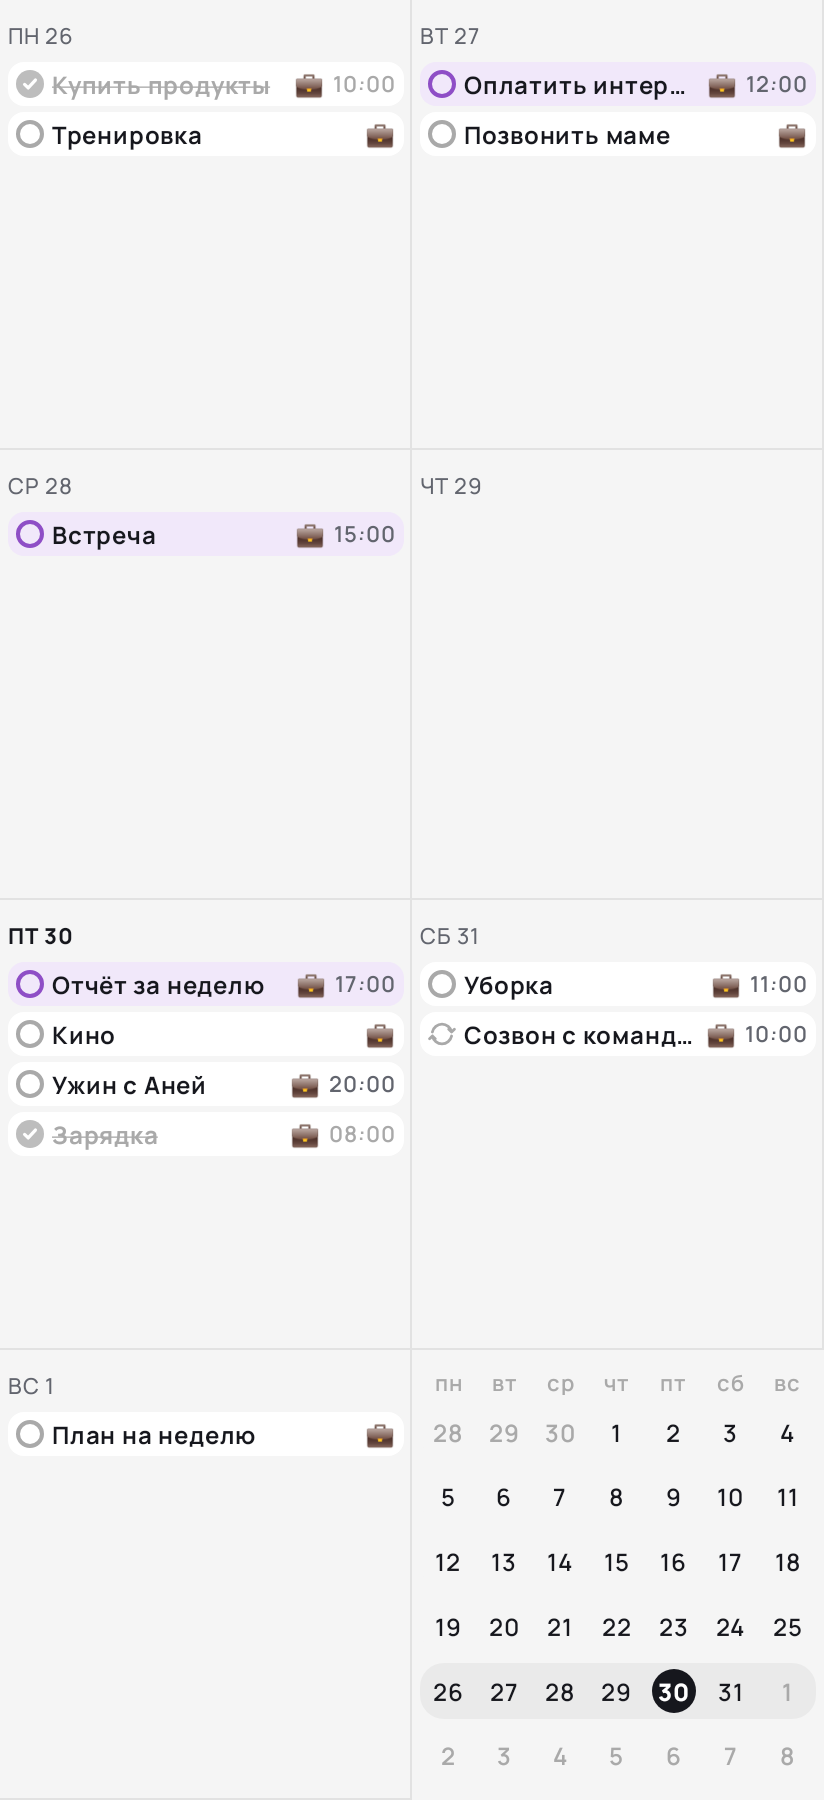 ПН 26
Купить продукты 10:00
Тренировка
ВТ 27
Оплатить интер... 12:00
Позвонить маме
СР 28
Встреча 15:00
ЧТ 29
ПТ 30
Отчёт за неделю 17:00
Кино
Ужин с Аней 20:00
Зарядка 08:00
СБ 31
Уборка 11:00
Созвон с команд... 10:00
ВС 1
План на неделю
пн вт ср чт пт сб вс
28 29 30 1 2 3 4
5 6 7 8 9 10 11
12 13 14 15 16 17 18
19 20 21 22 23 24 25
26 27 28 29 30 31 1
2 3 4 5 6 7 8